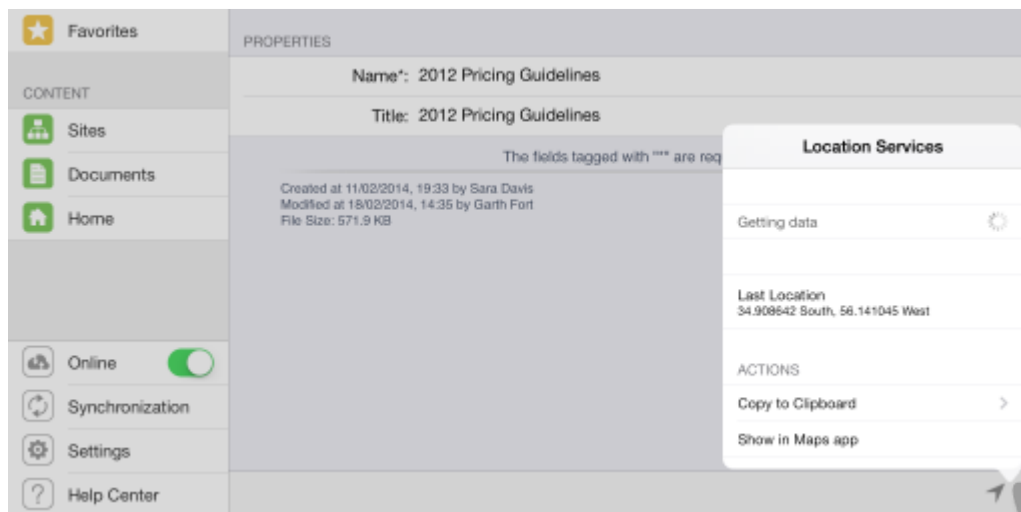 Favorites
CONTENT
Sites
Documents
Home
Online
Synchronization
Settings
Help Center
PROPERTIES
Name*: 2012 Pricing Guidelines
Title: 2012 Pricing Guidelines
The fields tagged with "*" are req
Created at 11/02/2014, 19:33 by Sara Davis
Modified at 18/02/2014, 14:35 by Garth Fort
File Size: 571.9 KB
Location Services
Getting data
Last Location
34.908642 South, 56.141045 West
ACTIONS
Copy to Clipboard
Show in Maps app
?